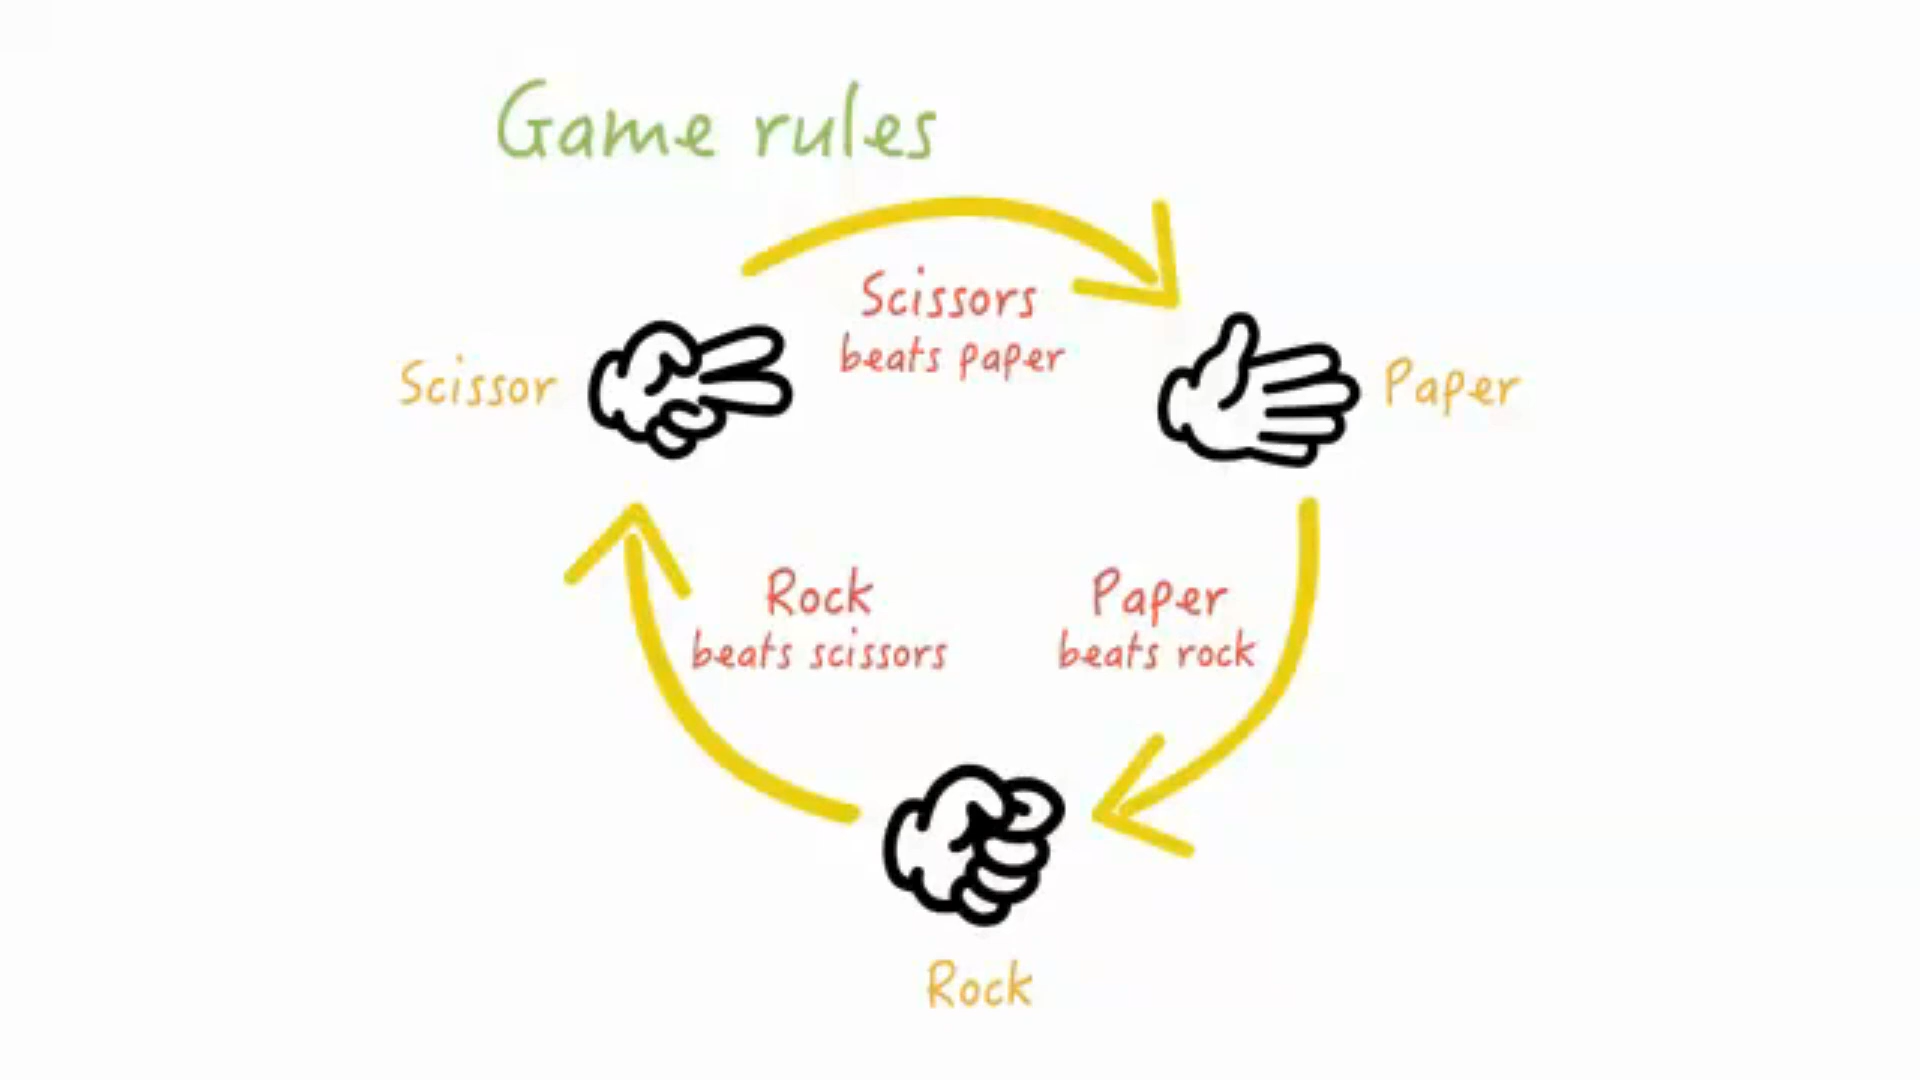 Game rules
Scissors
beats paper
Scissor
Paper
Rock
beats scissors
Paper
beats rock
Rock